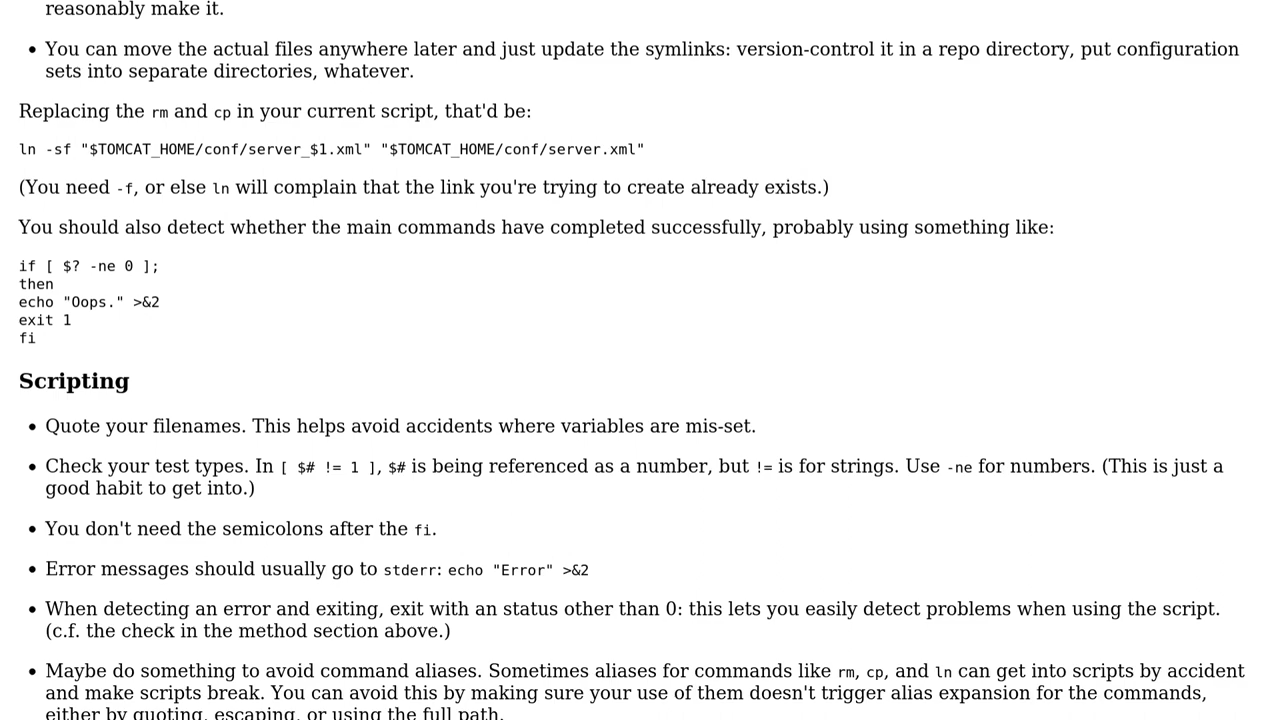 reasonably make it.
• You can move the actual files anywhere later and just update the symlinks: version-control it in a repo directory, put configuration
sets into separate directories, whatever.
Replacing the rm and cp in your current script, that'd be:
ln -sf "$TOMCAT_HOME/conf/server_$1.xml" "$TOMCAT_HOME/conf/server.xml"
(You need -f, or else ln will complain that the link you're trying to create already exists.)
You should also detect whether the main commands have completed successfully, probably using something like:
if [ $? -ne 0 ];
then
echo "Oops." >&2
exit 1
fi
Scripting
• Quote your filenames. This helps avoid accidents where variables are mis-set.
• Check your test types. In [ $# != 1 ], $# is being referenced as a number, but != is for strings. Use -ne for numbers. (This is just a
good habit to get into.)
• You don't need the semicolons after the fi.
• Error messages should usually go to stderr: echo "Error" >&2
• When detecting an error and exiting, exit with an status other than 0: this lets you easily detect problems when using the script.
(c.f. the check in the method section above.)
• Maybe do something to avoid command aliases. Sometimes aliases for commands like rm, cp, and ln can get into scripts by accident
and make scripts break. You can avoid this by making sure your use of them doesn't trigger alias expansion for the commands,
either by quoting, escaping, or using the full path.